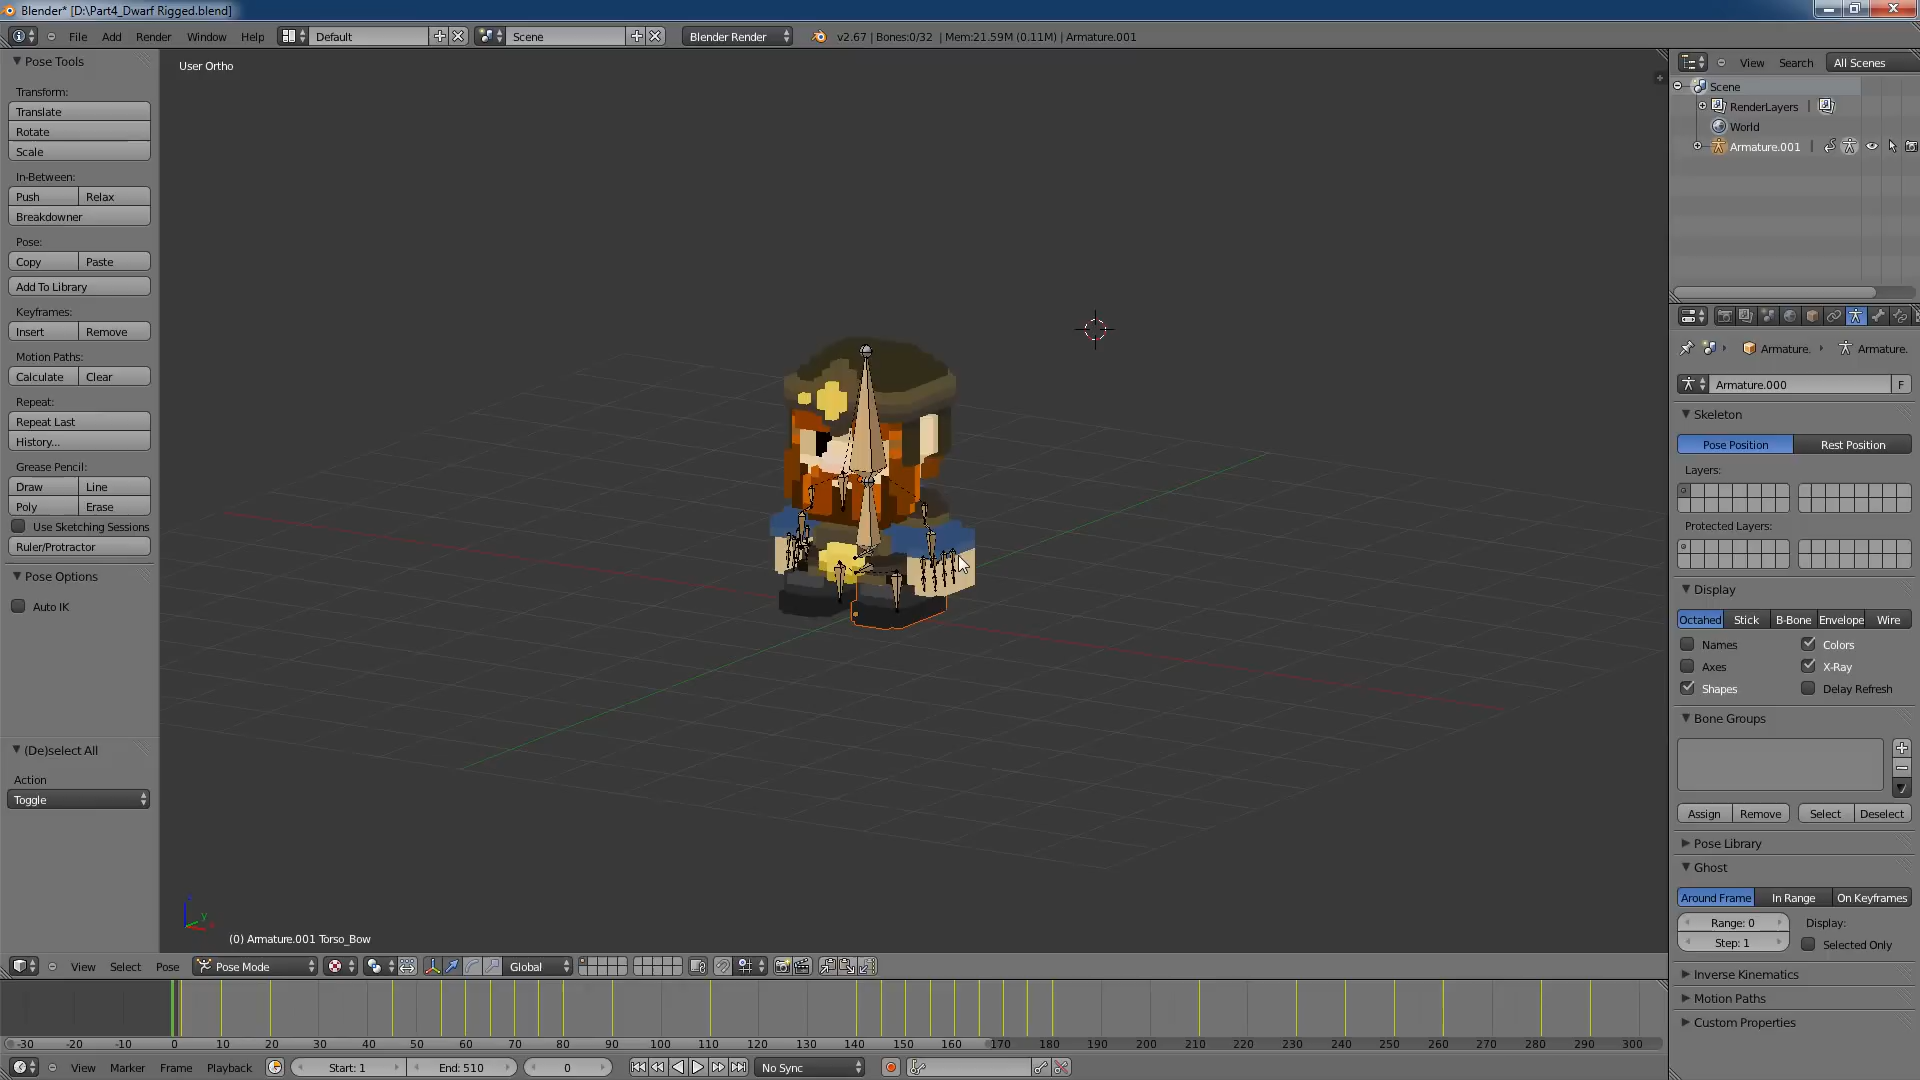 Blender* [D:\Part4_Dwarf Rigged.blend]
File Add Render Window Help Default Scene Blender Render v2.67 | Bones:0/32 | Mem:21.59M (0.11M) | Armature.001
Pose Tools
Transform:
Translate
Rotate
Scale
In-Between:
Push Relax
Breakdowner
Pose:
Copy Paste
Add To Library
Keyframes:
Insert Remove
Motion Paths:
Calculate Clear
Repeat:
Repeat Last
History...
Grease Pencil:
Draw Line
Poly Erase
Use Sketching Sessions
Ruler/Protractor
Pose Options
Auto IK
(De)select All
Action
Toggle
User Ortho
(0) Armature.001 Torso_Bow
View Search All Scenes
Scene
RenderLayers
World
Armature.001
Armature. Armature.
Armature.000 F
Skeleton
Pose Position Rest Position
Layers:
Protected Layers:
Display
Octahed Stick B-Bone Envelope Wire
Names Colors
Axes X-Ray
Shapes Delay Refresh
Bone Groups
Assign Remove Select Deselect
Pose Library
Ghost
Around Frame In Range On Keyframes
Range: 0 Display:
Step: 1 Selected Only
Inverse Kinematics
Motion Paths
Custom Properties
View Select Pose Pose Mode Global
-30 -20 -10 0 10 20 30 40 50 60 70 80 90 100 110 120 130 140 150 160 170 180 190 200 210 220 230 240 250 260 270 280 290 300
View Marker Frame Playback Start: 1 End: 510 0 No Sync